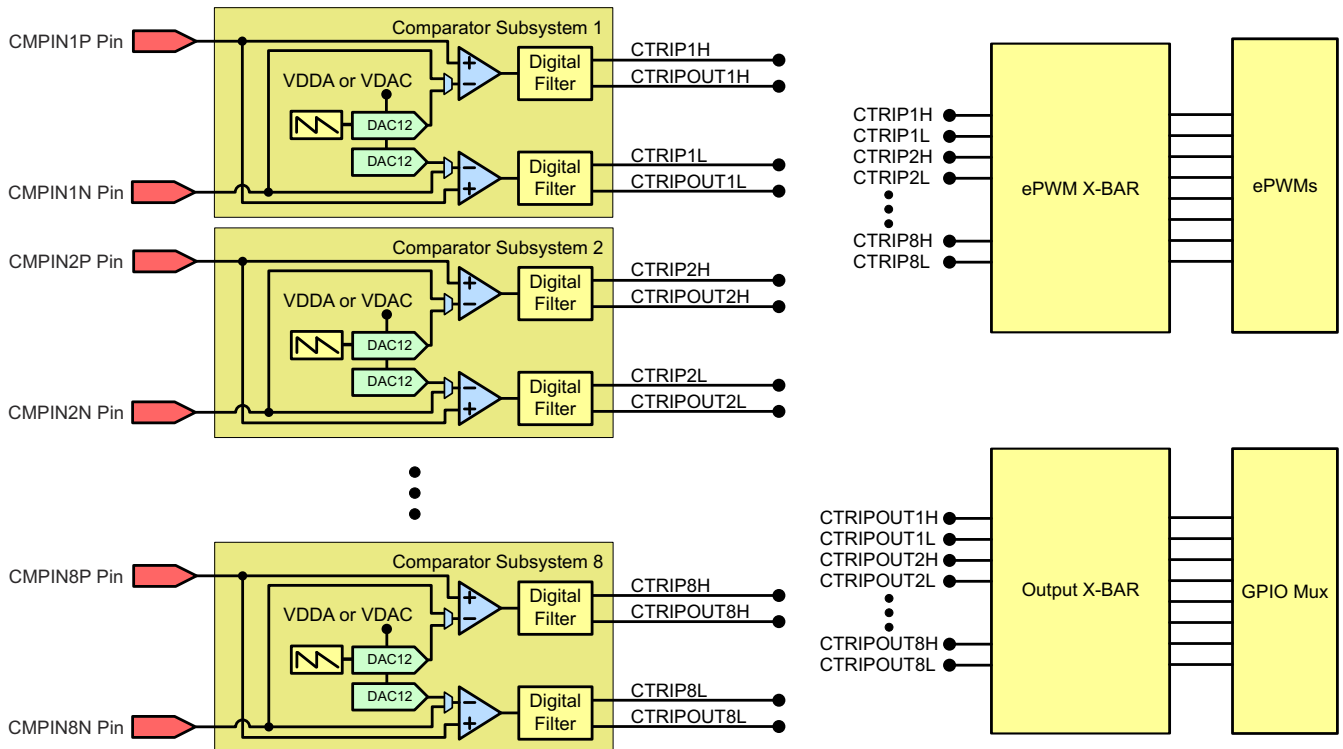 Comparator Subsystem 1
CMPIN1P Pin
VDDA or VDAC
DAC12
DAC12
+
−
−
+
Digital
Filter
Digital
Filter
CTRIP1H
CTRIPOUT1H
CTRIP1L
CTRIPOUT1L
CMPIN1N Pin
Comparator Subsystem 2
CMPIN2P Pin
VDDA or VDAC
DAC12
DAC12
+
−
−
+
Digital
Filter
Digital
Filter
CTRIP2H
CTRIPOUT2H
CTRIP2L
CTRIPOUT2L
CMPIN2N Pin
Comparator Subsystem 8
CMPIN8P Pin
VDDA or VDAC
DAC12
DAC12
+
−
−
+
Digital
Filter
Digital
Filter
CTRIP8H
CTRIPOUT8H
CTRIP8L
CTRIPOUT8L
CMPIN8N Pin
CTRIP1H
CTRIP1L
CTRIP2H
CTRIP2L
CTRIP8H
CTRIP8L
ePWM X-BAR
ePWMs
CTRIPOUT1H
CTRIPOUT1L
CTRIPOUT2H
CTRIPOUT2L
CTRIPOUT8H
CTRIPOUT8L
Output X-BAR
GPIO Mux